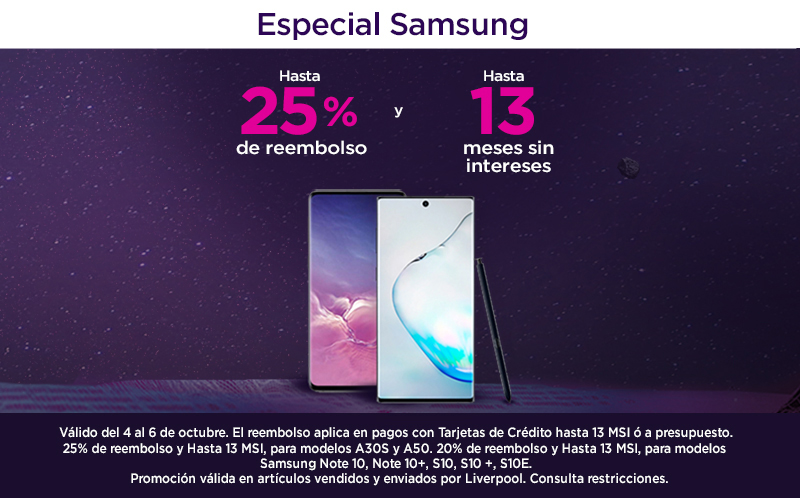 Especial Samsung
Hasta
25%
de reembolso
y
Hasta
13
meses sin
intereses
Válido del 4 al 6 de octubre. El reembolso aplica en pagos con Tarjetas de Crédito hasta 13 MSI ó a presupuesto.
25% de reembolso y Hasta 13 MSI, para modelos A30S y A50. 20% de reembolso y Hasta 13 MSI, para modelos
Samsung Note 10, Note 10+, S10, S10 +, S10E.
Promoción válida en artículos vendidos y enviados por Liverpool. Consulta restricciones.